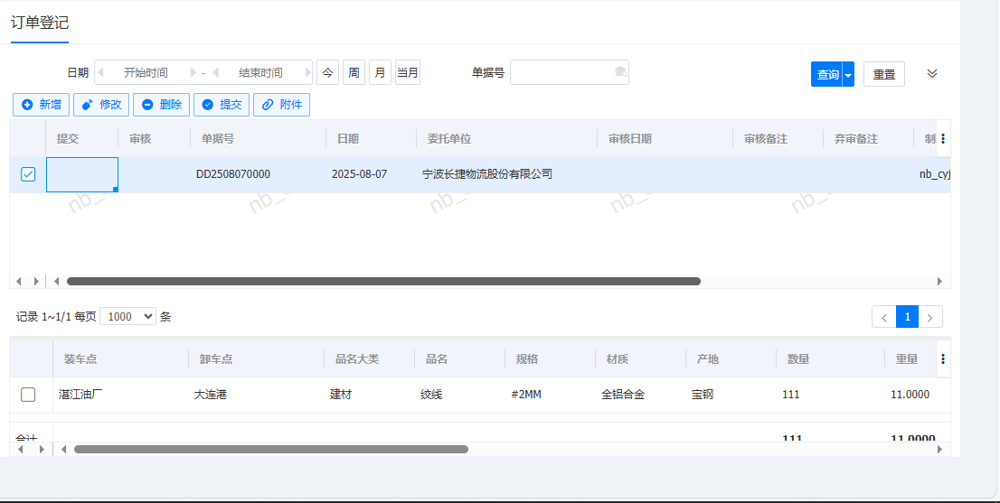 订单登记
日期 开始时间 - 结束时间 今 周 月 当月 单据号 查询 重置
新增 修改 删除 提交 附件
提交 审核 单据号 日期 委托单位 审核日期 审核备注 弃审备注 制
DD2508070000 2025-08-07 宁波长捷物流股份有限公司 nb_cyj
nb_ nb_ nb_ nb_ nb_
记录 1~1/1 每页 1000 条 1
装车点 卸车点 品名大类 品名 规格 材质 产地 数量 重量
湛江油厂 大连港 建材 绞线 #2MM 全铝合金 宝钢 111 11.0000
合计 111 11.0000